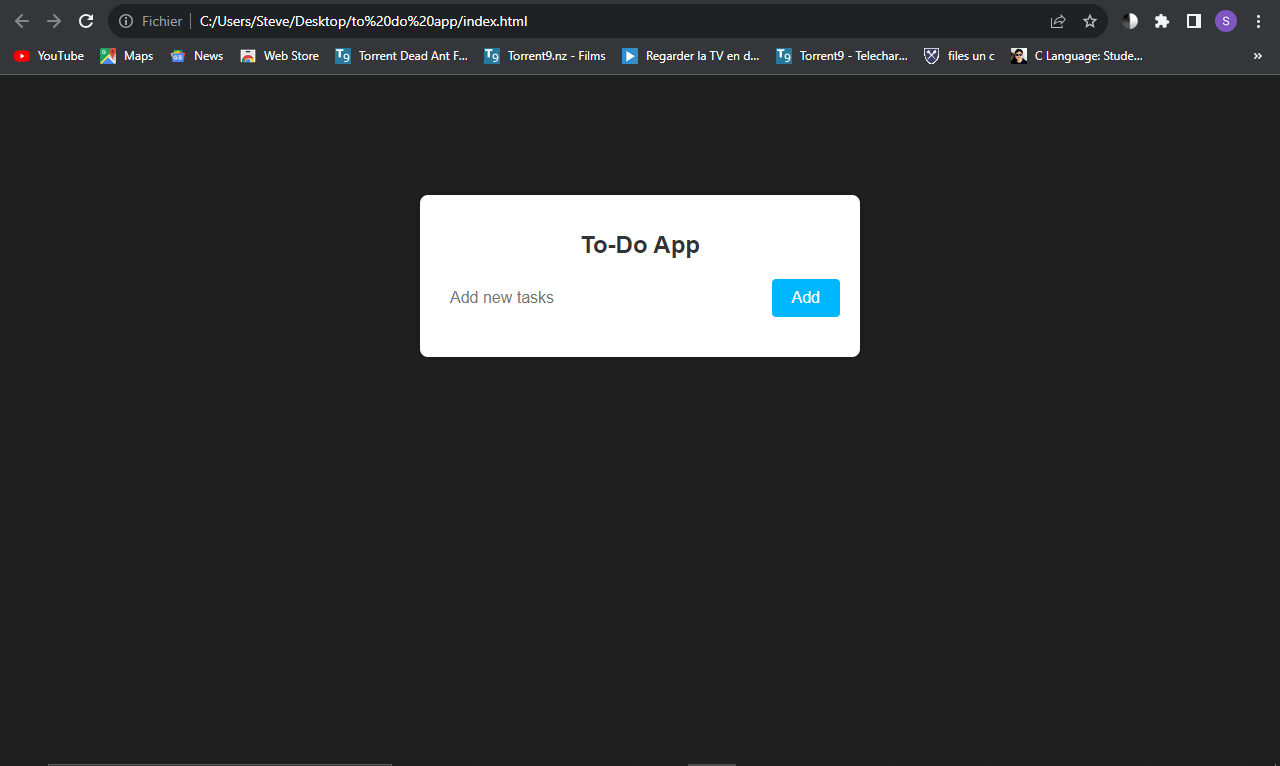 Fichier C:/Users/Steve/Desktop/to%20do%20app/index.html S
YouTube Maps News Web Store Torrent Dead Ant F... Torrent9.nz - Films Regarder la TV en d... Torrent9 - Telechar... files un c C Language: Stude... »
To-Do App
Add new tasks Add